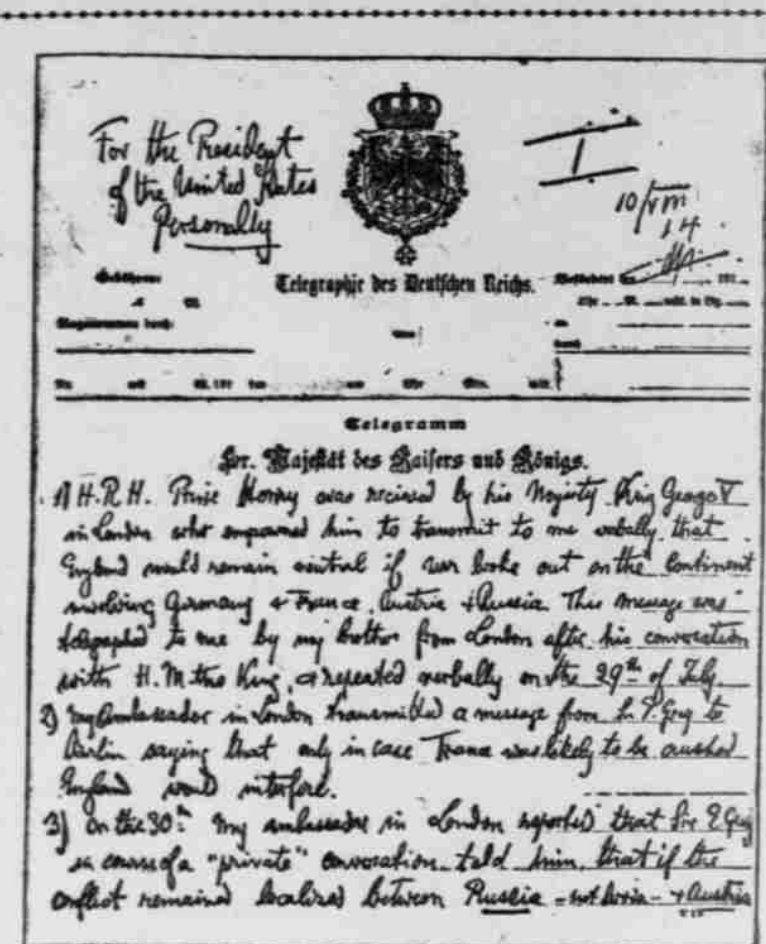 For the President
of the United States
Personally
I
10/VIII
14
Telegraphie des Deutschen Reichs.
Telegramm
Sr. Majestät des Kaisers und Königs.
1) H.R.H. Prince Henry was received by his Majesty King George V
in London who empowered him to transmit to me verbally, that
England would remain neutral if war broke out on the Continent
involving Germany & France, Austria & Russia. This message was
telegraphed to me by my brother from London after his conversation
with H.M. the King, & repeated verbally on the 29th of July.
2) My Ambassador in London transmitted a message from Sir E. Grey to
Berlin saying that only in case France was likely to be crushed
England would interfere.
3) On the 30th my ambassador in London reported that Sir E Grey
in course of a "private" conversation told him, that if the
conflict remained localized between Russia - not Servia - & Austria